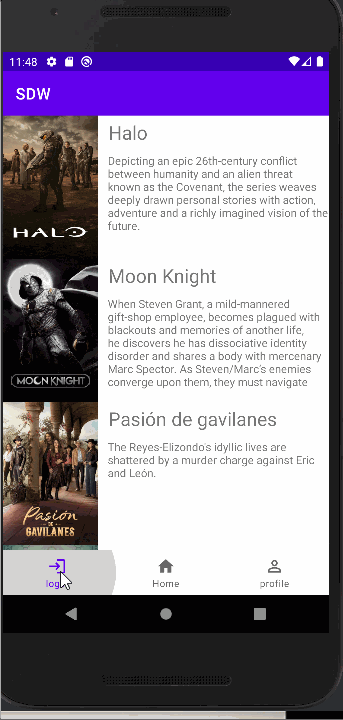 11:48
SDW
Halo
Depicting an epic 26th-century conflict
between humanity and an alien threat
known as the Covenant, the series weaves
deeply drawn personal stories with action,
adventure and a richly imagined vision of the
future.
HALO
Moon Knight
When Steven Grant, a mild-mannered
gift-shop employee, becomes plagued with
blackouts and memories of another life,
he discovers he has dissociative identity
disorder and shares a body with mercenary
Marc Spector. As Steven/Marc's enemies
converge upon them, they must navigate
MOON KNIGHT
Pasión de gavilanes
The Reyes-Elizondo's idyllic lives are
shattered by a murder charge against Eric
and León.
Pasión
DE
GAVILANES
Home
profile